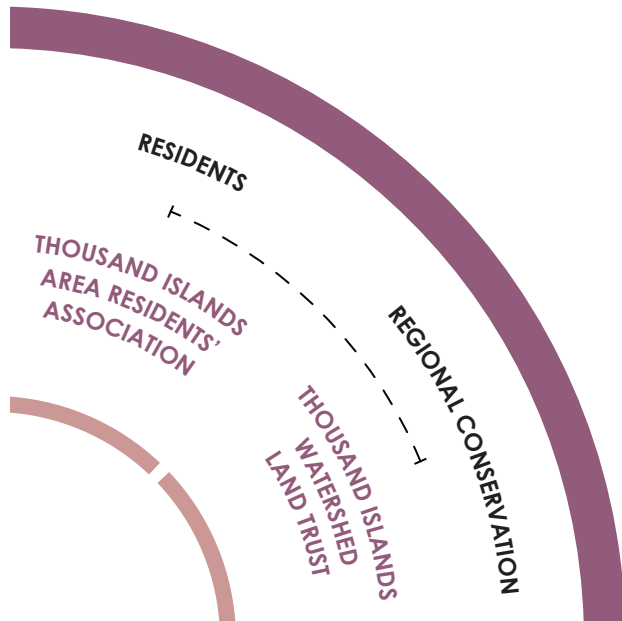 RESIDENTS
THOUSAND ISLANDS
AREA RESIDENTS’
ASSOCIATION
REGIONAL CONSERVATION
THOUSAND ISLANDS
WATERSHED
LAND TRUST